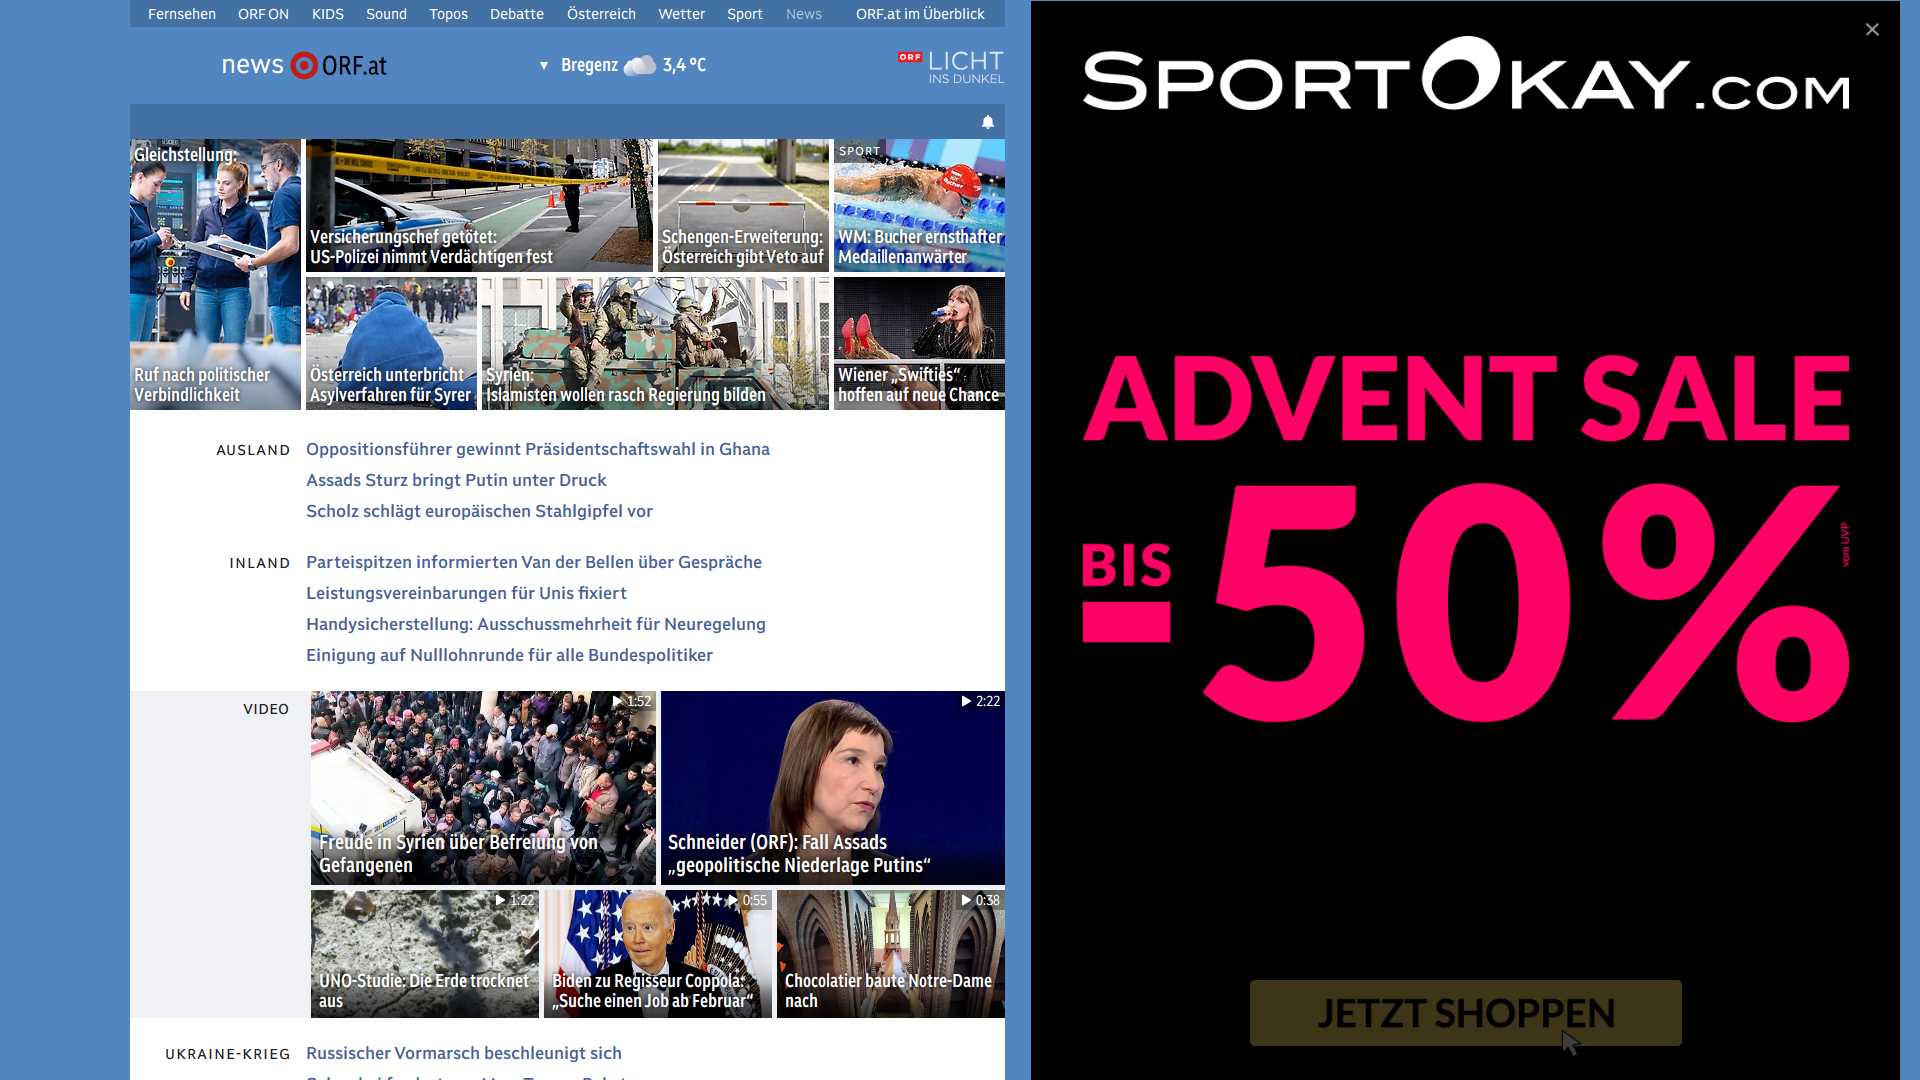 Fernsehen ORF ON KIDS Sound Topos Debatte Österreich Wetter Sport News ORF.at im Überblick
news ORF.at
Bregenz 3,4 °C
ORF LICHT
INS DUNKEL
Gleichstellung:
Ruf nach politischer
Verbindlichkeit
Versicherungschef getötet:
US-Polizei nimmt Verdächtigen fest
Schengen-Erweiterung:
Österreich gibt Veto auf
SPORT
WM: Bucher ernsthafter
Medaillenanwärter
Österreich unterbricht
Asylverfahren für Syrer
Syrien:
Islamisten wollen rasch Regierung bilden
Wiener „Swifties“
hoffen auf neue Chance
AUSLAND
Oppositionsführer gewinnt Präsidentschaftswahl in Ghana
Assads Sturz bringt Putin unter Druck
Scholz schlägt europäischen Stahlgipfel vor
INLAND
Parteispitzen informierten Van der Bellen über Gespräche
Leistungsvereinbarungen für Unis fixiert
Handysicherstellung: Ausschussmehrheit für Neuregelung
Einigung auf Nulllohnrunde für alle Bundespolitiker
VIDEO
1:52
Freude in Syrien über Befreiung von
Gefangenen
2:22
Schneider (ORF): Fall Assads
„geopolitische Niederlage Putins“
1:22
UNO-Studie: Die Erde trocknet
aus
0:55
Biden zu Regisseur Coppola:
„Suche einen Job ab Februar“
0:38
Chocolatier baute Notre-Dame
nach
UKRAINE-KRIEG
Russischer Vormarsch beschleunigt sich
SPORTOKAY.COM
ADVENT SALE
BIS
-50%
vom UVP
JETZT SHOPPEN